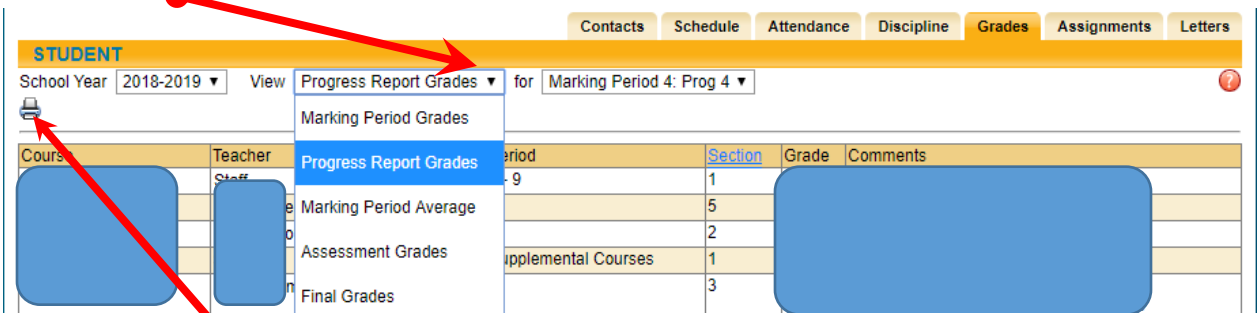 Contacts Schedule Attendance Discipline Grades Assignments Letters
STUDENT
School Year 2018-2019 ▼ View Progress Report Grades ▼ for Marking Period 4: Prog 4 ▼ ?
Marking Period Grades
Progress Report Grades
Marking Period Average
Assessment Grades
Final Grades
Course Teacher Section Grade Comments
Staff - 9 1
5
2
Courses 1
3